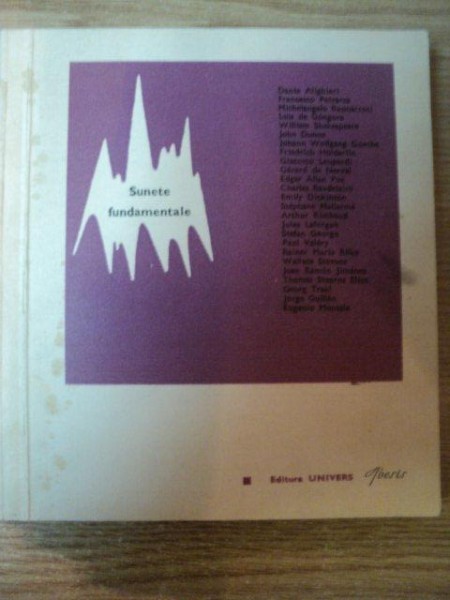 Sunete
fundamentale
Dante Alighieri
Francesco Petrarca
Michelangelo Buonarroti
Luis de Góngora
William Shakespeare
John Donne
Johann Wolfgang Goethe
Friedrich Hölderlin
Giacomo Leopardi
Gérard de Nerval
Edgar Allan Poe
Charles Baudelaire
Emily Dickinson
Stéphane Mallarmé
Arthur Rimbaud
Jules Laforgue
Stefan George
Paul Valéry
Rainer Maria Rilke
Wallace Stevens
Juan Ramón Jiménez
Thomas Stearns Eliot
Georg Trakl
Jorge Guillén
Eugenio Montale
Editura UNIVERS